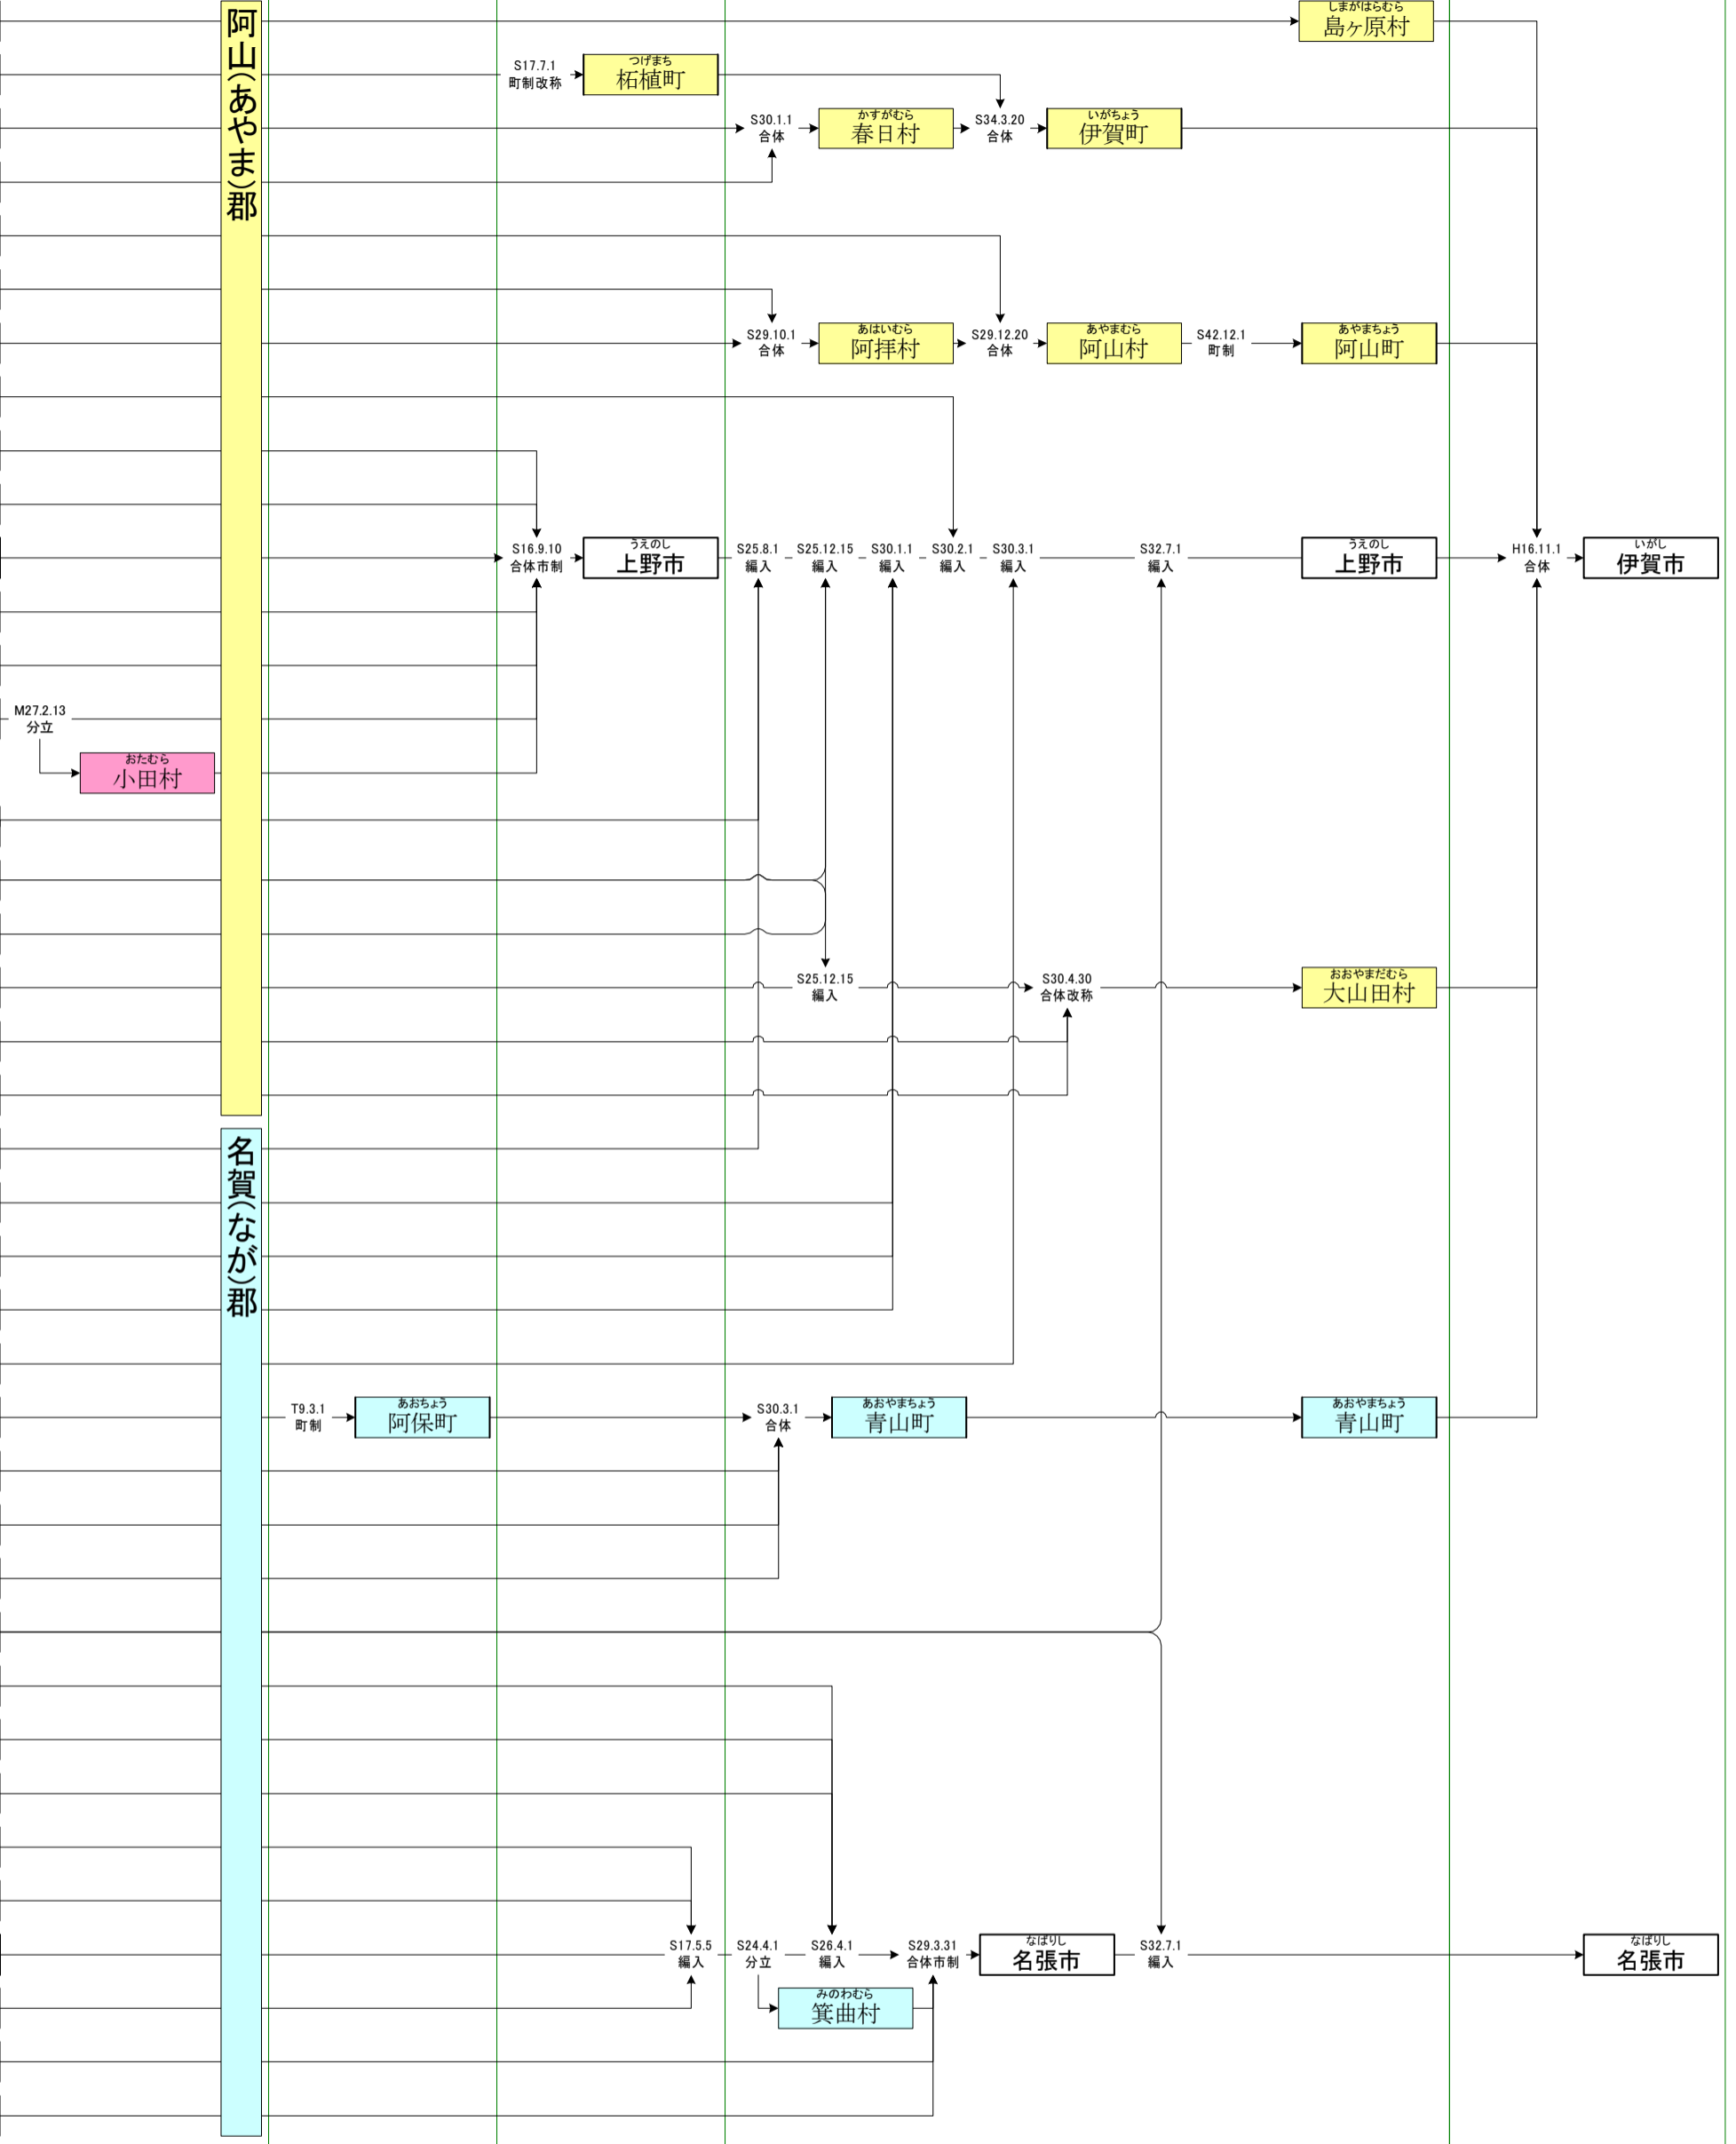 阿山(あやま)郡
しまがはらむら
島ヶ原村
S17.7.1
町制改称
つげまち
柘植町
S30.1.1
合体
かすがむら
春日村
S34.3.20
合体
いがちょう
伊賀町
S29.10.1
合体
あはいむら
阿拝村
S29.12.20
合体
あやまむら
阿山村
S42.12.1
町制
あやまちょう
阿山町
S16.9.10
合体市制
うえのし
上野市
S25.8.1
編入
S25.12.15
編入
S30.1.1
編入
S30.2.1
編入
S30.3.1
編入
S32.7.1
編入
うえのし
上野市
H16.11.1
合体
いがし
伊賀市
M27.2.13
分立
おたむら
小田村
S25.12.15
編入
S30.4.30
合体改称
おおやまだむら
大山田村
名賀(なが)郡
T9.3.1
町制
あおちょう
阿保町
S30.3.1
合体
あおやまちょう
青山町
あおやまちょう
青山町
S17.5.5
編入
S24.4.1
分立
S26.4.1
編入
S29.3.31
合体市制
なばりし
名張市
S32.7.1
編入
なばりし
名張市
みのわむら
箕曲村